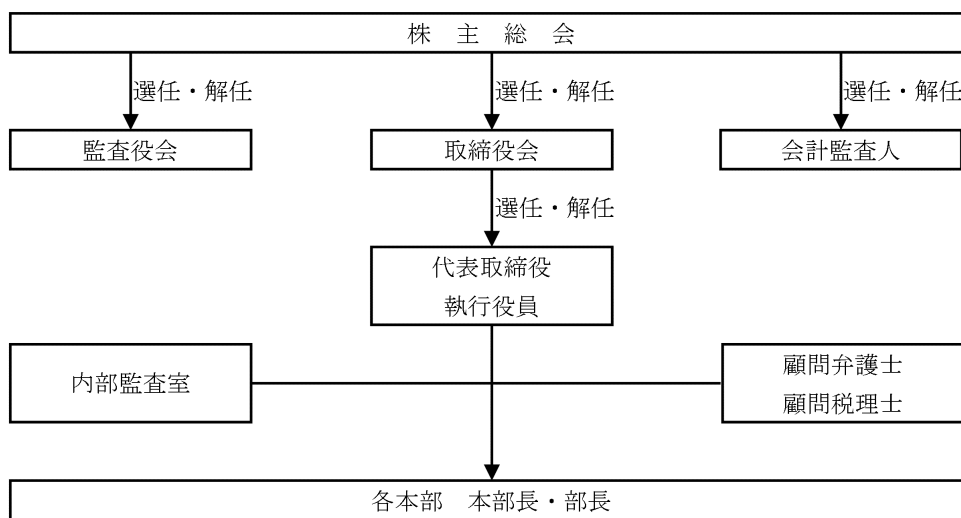 株　主　総　会
選任・解任
選任・解任
選任・解任
監査役会
取締役会
会計監査人
選任・解任
代表取締役
執行役員
内部監査室
顧問弁護士
顧問税理士
各本部　本部長・部長